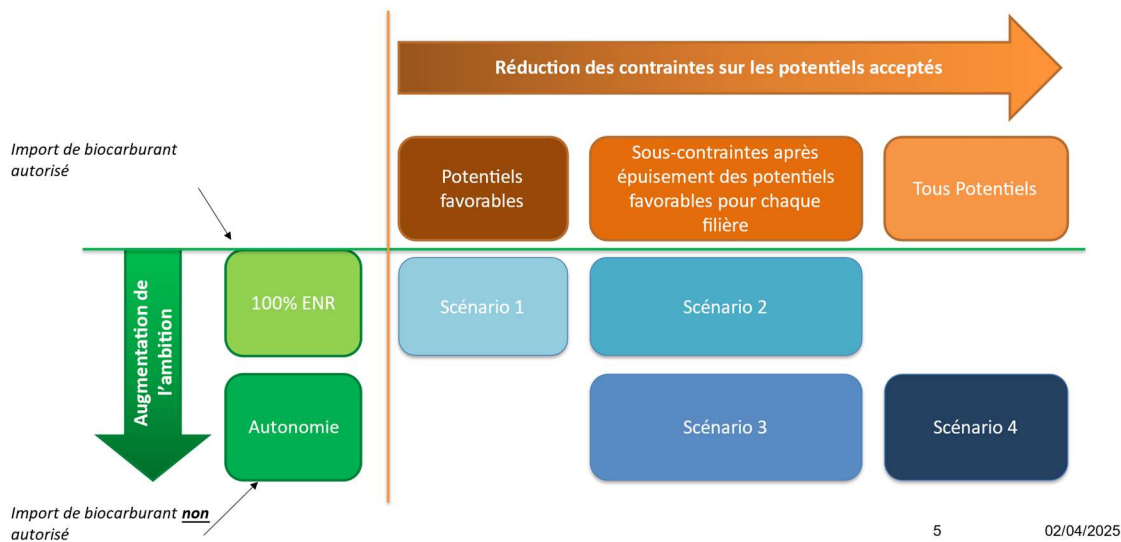 Réduction des contraintes sur les potentiels acceptés
Import de biocarburant
autorisé
Potentiels
favorables
Sous-contraintes après
épuisement des potentiels
favorables pour chaque
filière
Tous Potentiels
Augmentation de
l'ambition
100% ENR
Scénario 1
Scénario 2
Autonomie
Scénario 3
Scénario 4
Import de biocarburant non
autorisé
5
02/04/2025